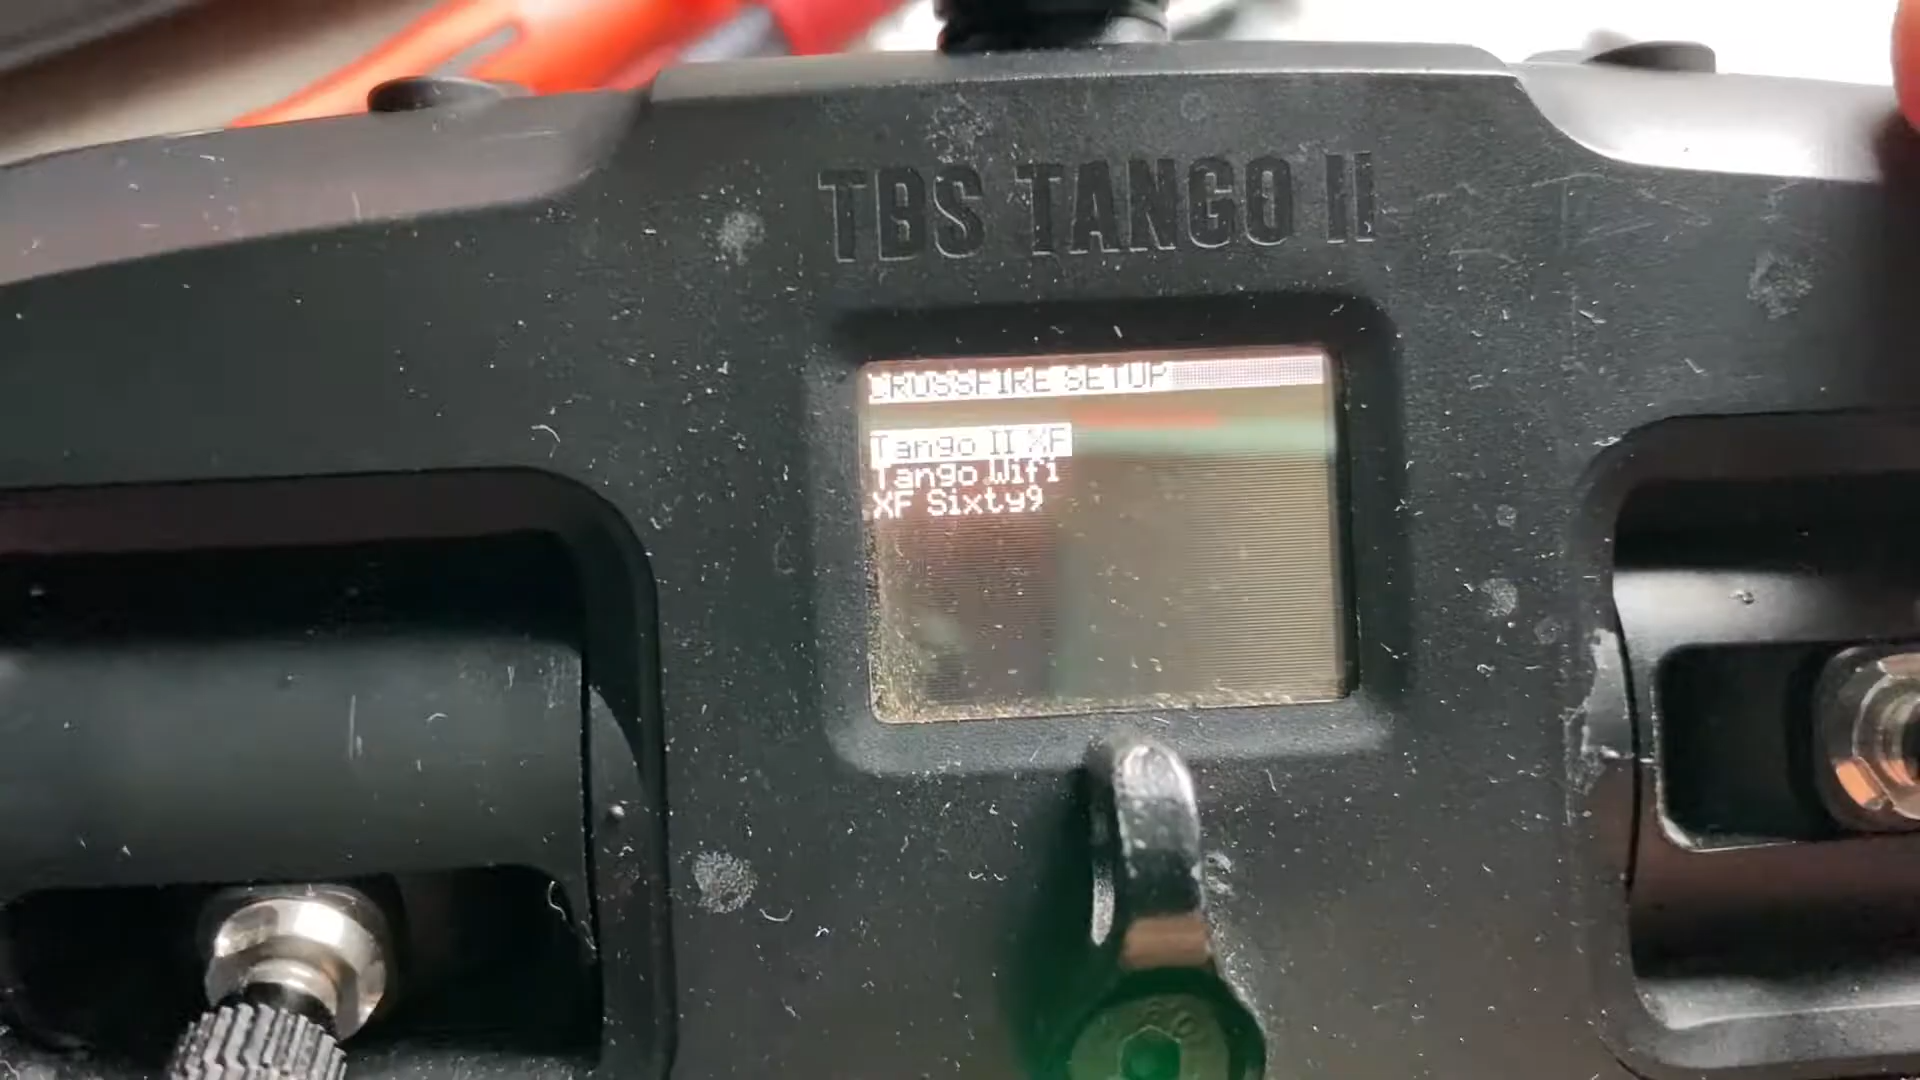 TBS TANGO II
CROSSFIRE SETUP
Tango II XF
Tango Wifi
XF Sixty9